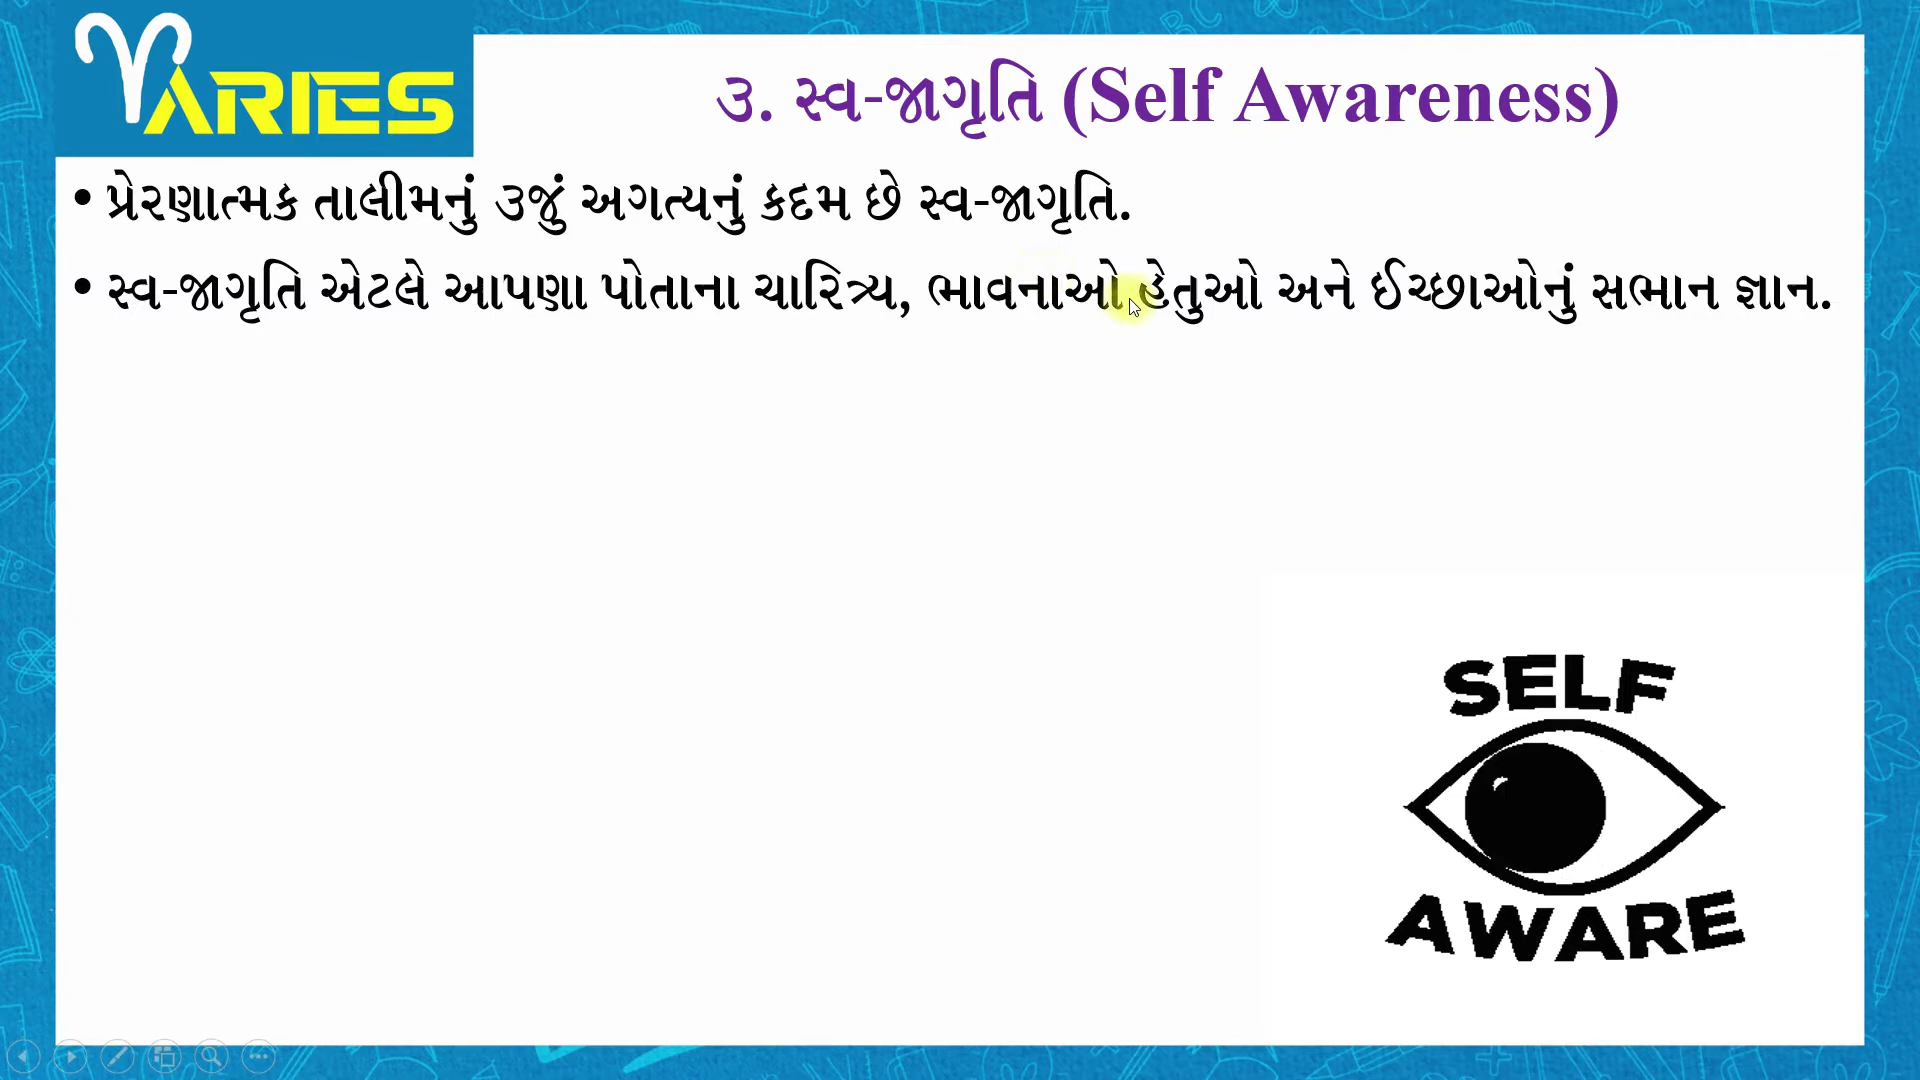 ARIES
૩. સ્વ-જાગૃતિ (Self Awareness)
• પ્રેરણાત્મક તાલીમનું ૩જું અગત્યનું કદમ છે સ્વ-જાગૃતિ.
• સ્વ-જાગૃતિ એટલે આપણા પોતાના ચારિત્ર્ય, ભાવનાઓ હેતુઓ અને ઈચ્છાઓનું સભાન જ્ઞાન.
SELF
AWARE